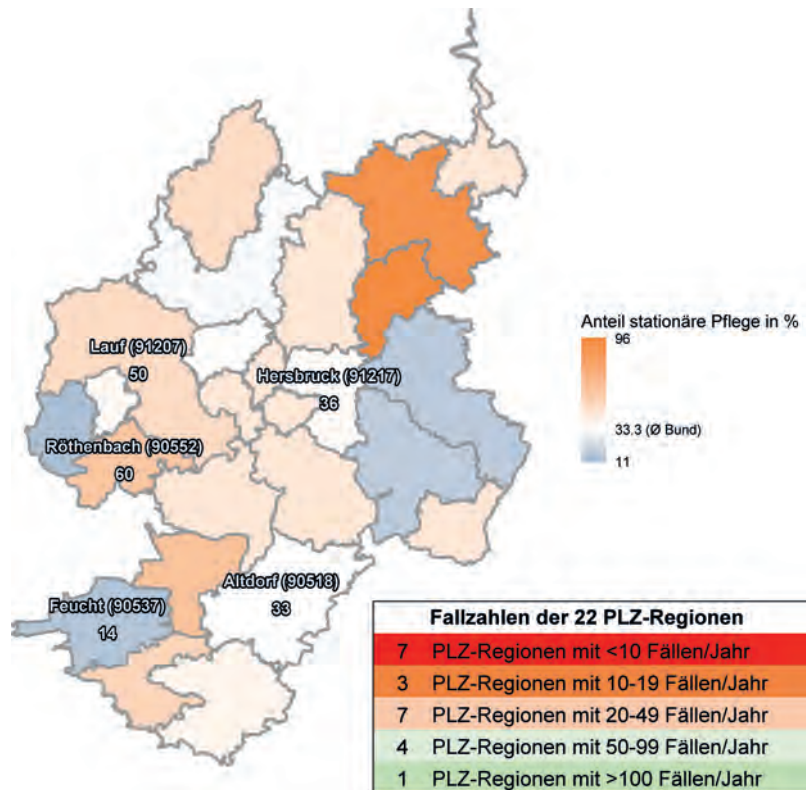 Lauf (91207)
50
Hersbruck (91217)
36
Röthenbach (90552)
60
Altdorf (90518)
33
Feucht (90537)
14
Anteil stationäre Pflege in %
96
33.3 (Ø Bund)
11
Fallzahlen der 22 PLZ-Regionen
7 PLZ-Regionen mit <10 Fällen/Jahr
3 PLZ-Regionen mit 10-19 Fällen/Jahr
7 PLZ-Regionen mit 20-49 Fällen/Jahr
4 PLZ-Regionen mit 50-99 Fällen/Jahr
1 PLZ-Regionen mit >100 Fällen/Jahr